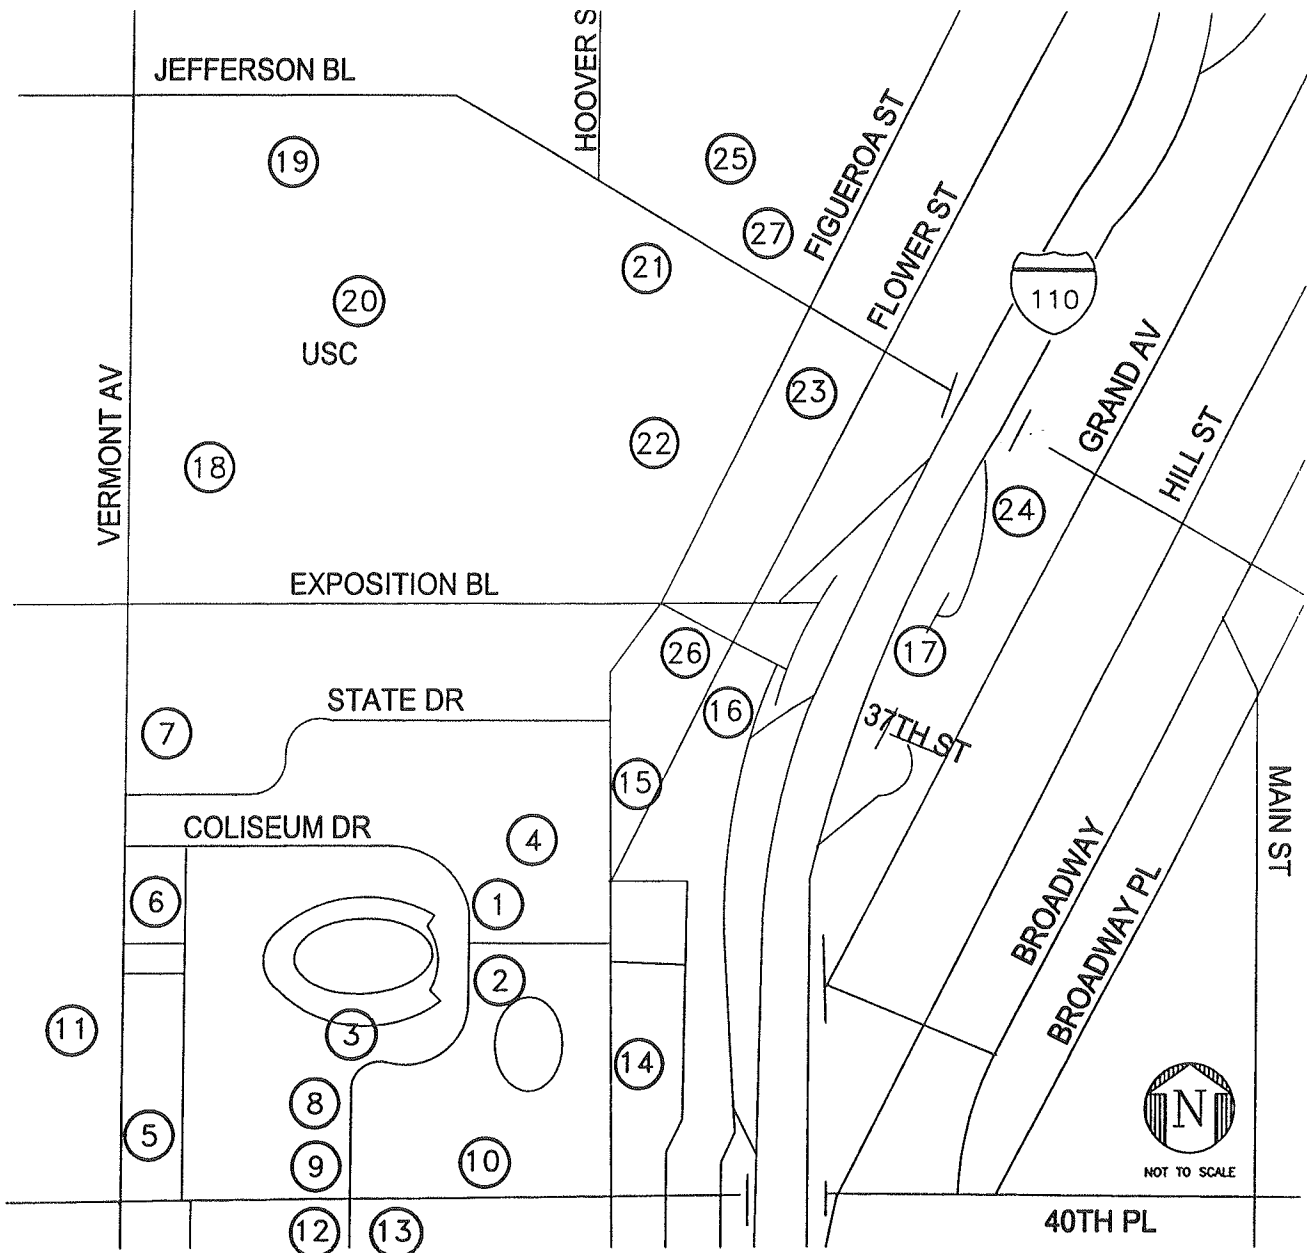 HOOVER S
JEFFERSON BL
19
25
FIGUEROA ST
27
FLOWER ST
21
20
110
USC
VERMONT AV
23
GRAND AV
22
HILL ST
18
24
EXPOSITION BL
26
17
STATE DR
16
7
37TH ST
15
MAIN ST
COLISEUM DR
4
BROADWAY
6
1
BROADWAY PL
2
11
3
14
8
5
N
9
10
NOT TO SCALE
12
13
40TH PL